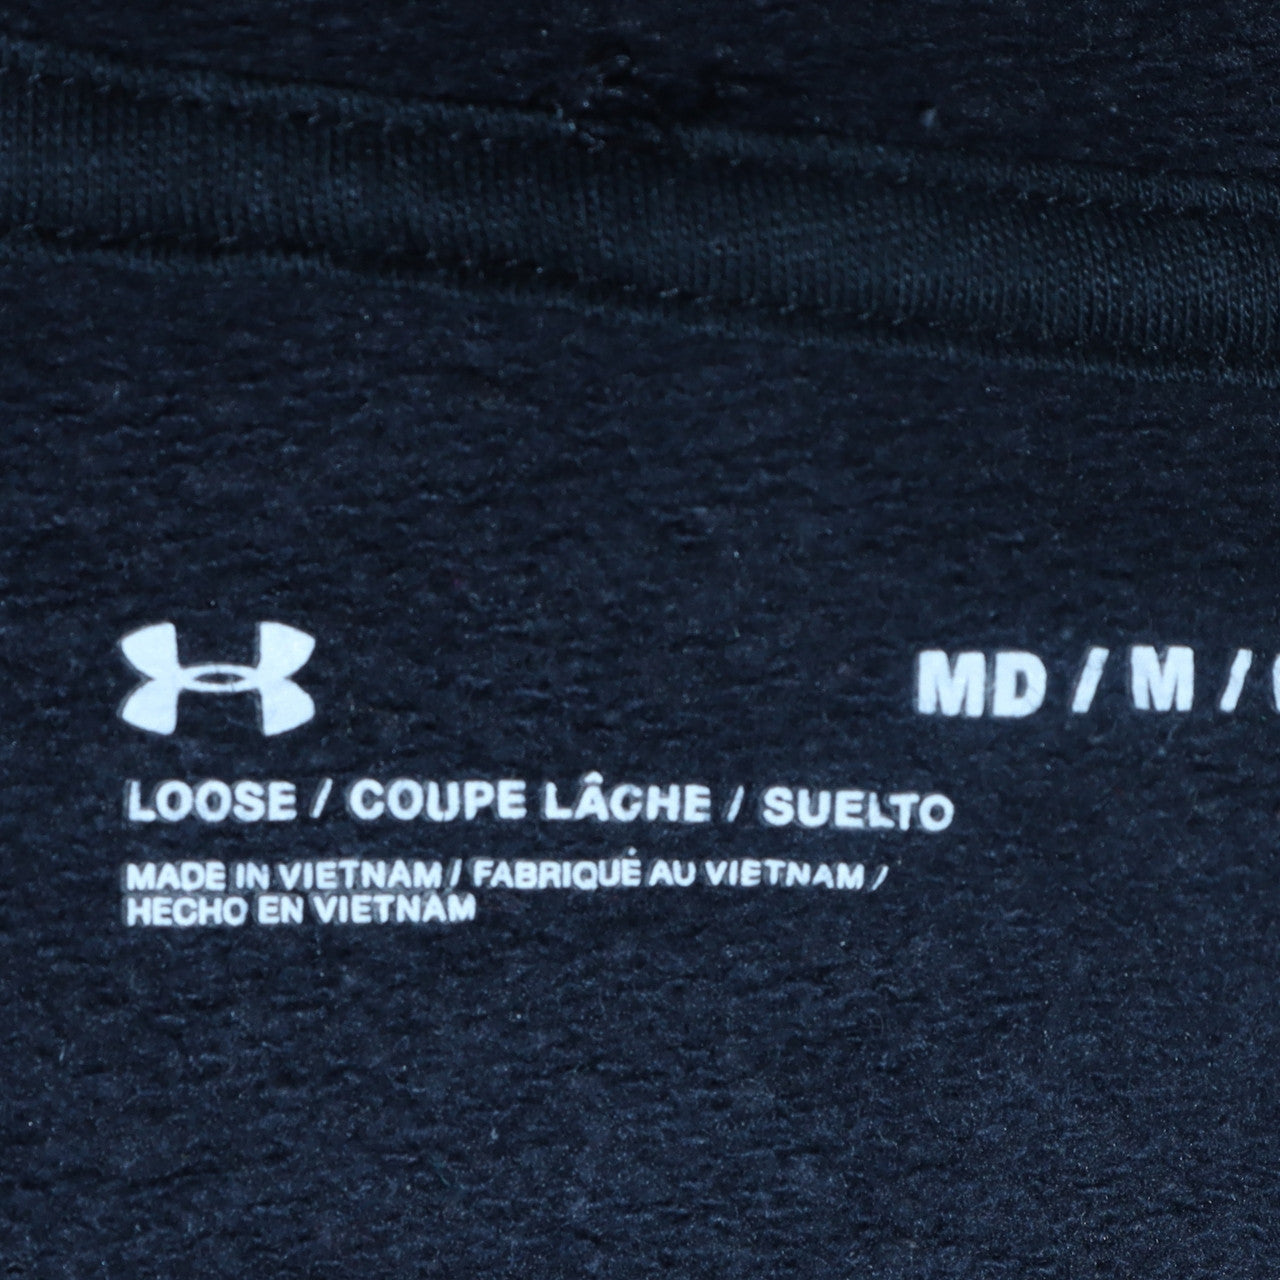 MD / M /
LOOSE / COUPE LÂCHE / SUELTO
MADE IN VIETNAM / FABRIQUÉ AU VIETNAM /
HECHO EN VIETNAM